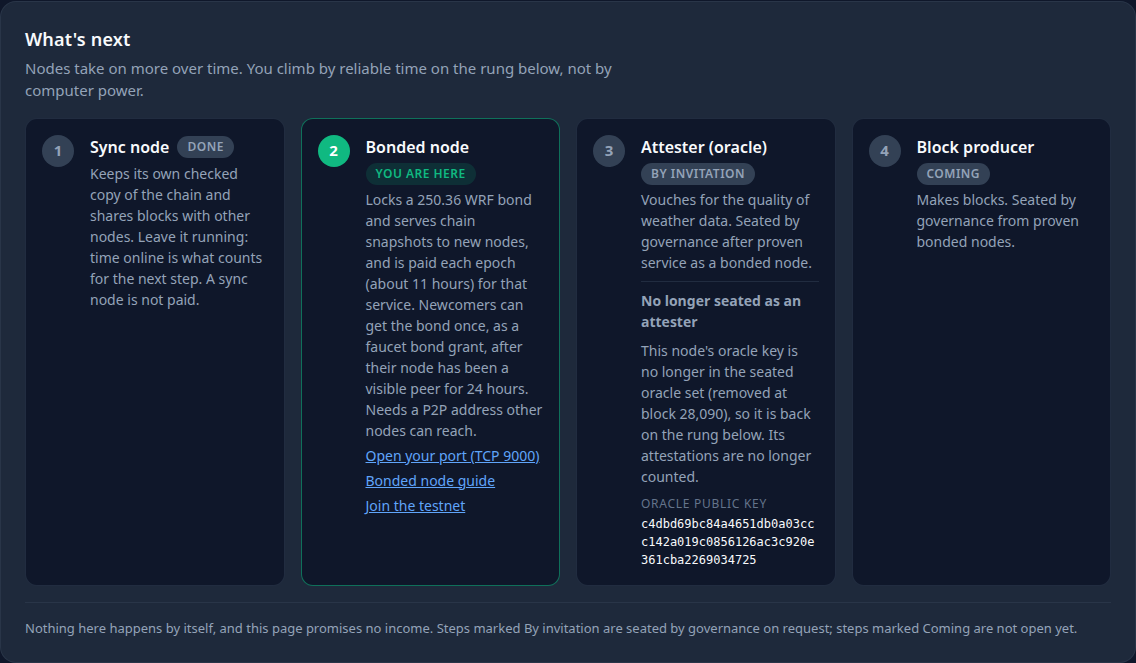 What's next
Nodes take on more over time. You climb by reliable time on the rung below, not by
computer power.
1
Sync node DONE
Keeps its own checked
copy of the chain and
shares blocks with other
nodes. Leave it running:
time online is what counts
for the next step. A sync
node is not paid.
2
Bonded node
YOU ARE HERE
Locks a 250.36 WRF bond
and serves chain
snapshots to new nodes,
and is paid each epoch
(about 11 hours) for that
service. Newcomers can
get the bond once, as a
faucet bond grant, after
their node has been a
visible peer for 24 hours.
Needs a P2P address other
nodes can reach.
Open your port (TCP 9000)
Bonded node guide
Join the testnet
3
Attester (oracle)
BY INVITATION
Vouches for the quality of
weather data. Seated by
governance after proven
service as a bonded node.
No longer seated as an
attester
This node's oracle key is
no longer in the seated
oracle set (removed at
block 28,090), so it is back
on the rung below. Its
attestations are no longer
counted.
ORACLE PUBLIC KEY
c4dbd69bc84a4651db0a03cc
c142a019c0856126ac3c920e
361cba2269034725
4
Block producer
COMING
Makes blocks. Seated by
governance from proven
bonded nodes.
Nothing here happens by itself, and this page promises no income. Steps marked By invitation are seated by governance on request; steps marked Coming are not open yet.